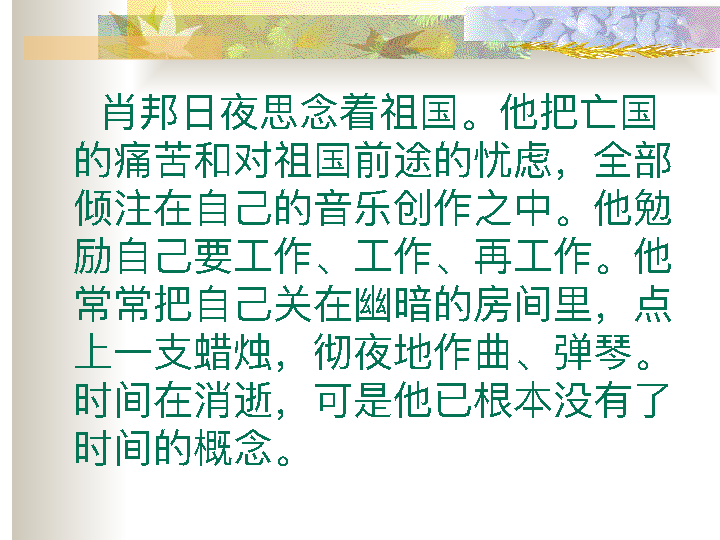 肖邦日夜思念着祖国。他把亡国
的痛苦和对祖国前途的忧虑，全部
倾注在自己的音乐创作之中。他勉
励自己要工作、工作、再工作。他
常常把自己关在幽暗的房间里，点
上一支蜡烛，彻夜地作曲、弹琴。
时间在消逝，可是他已根本没有了
时间的概念。